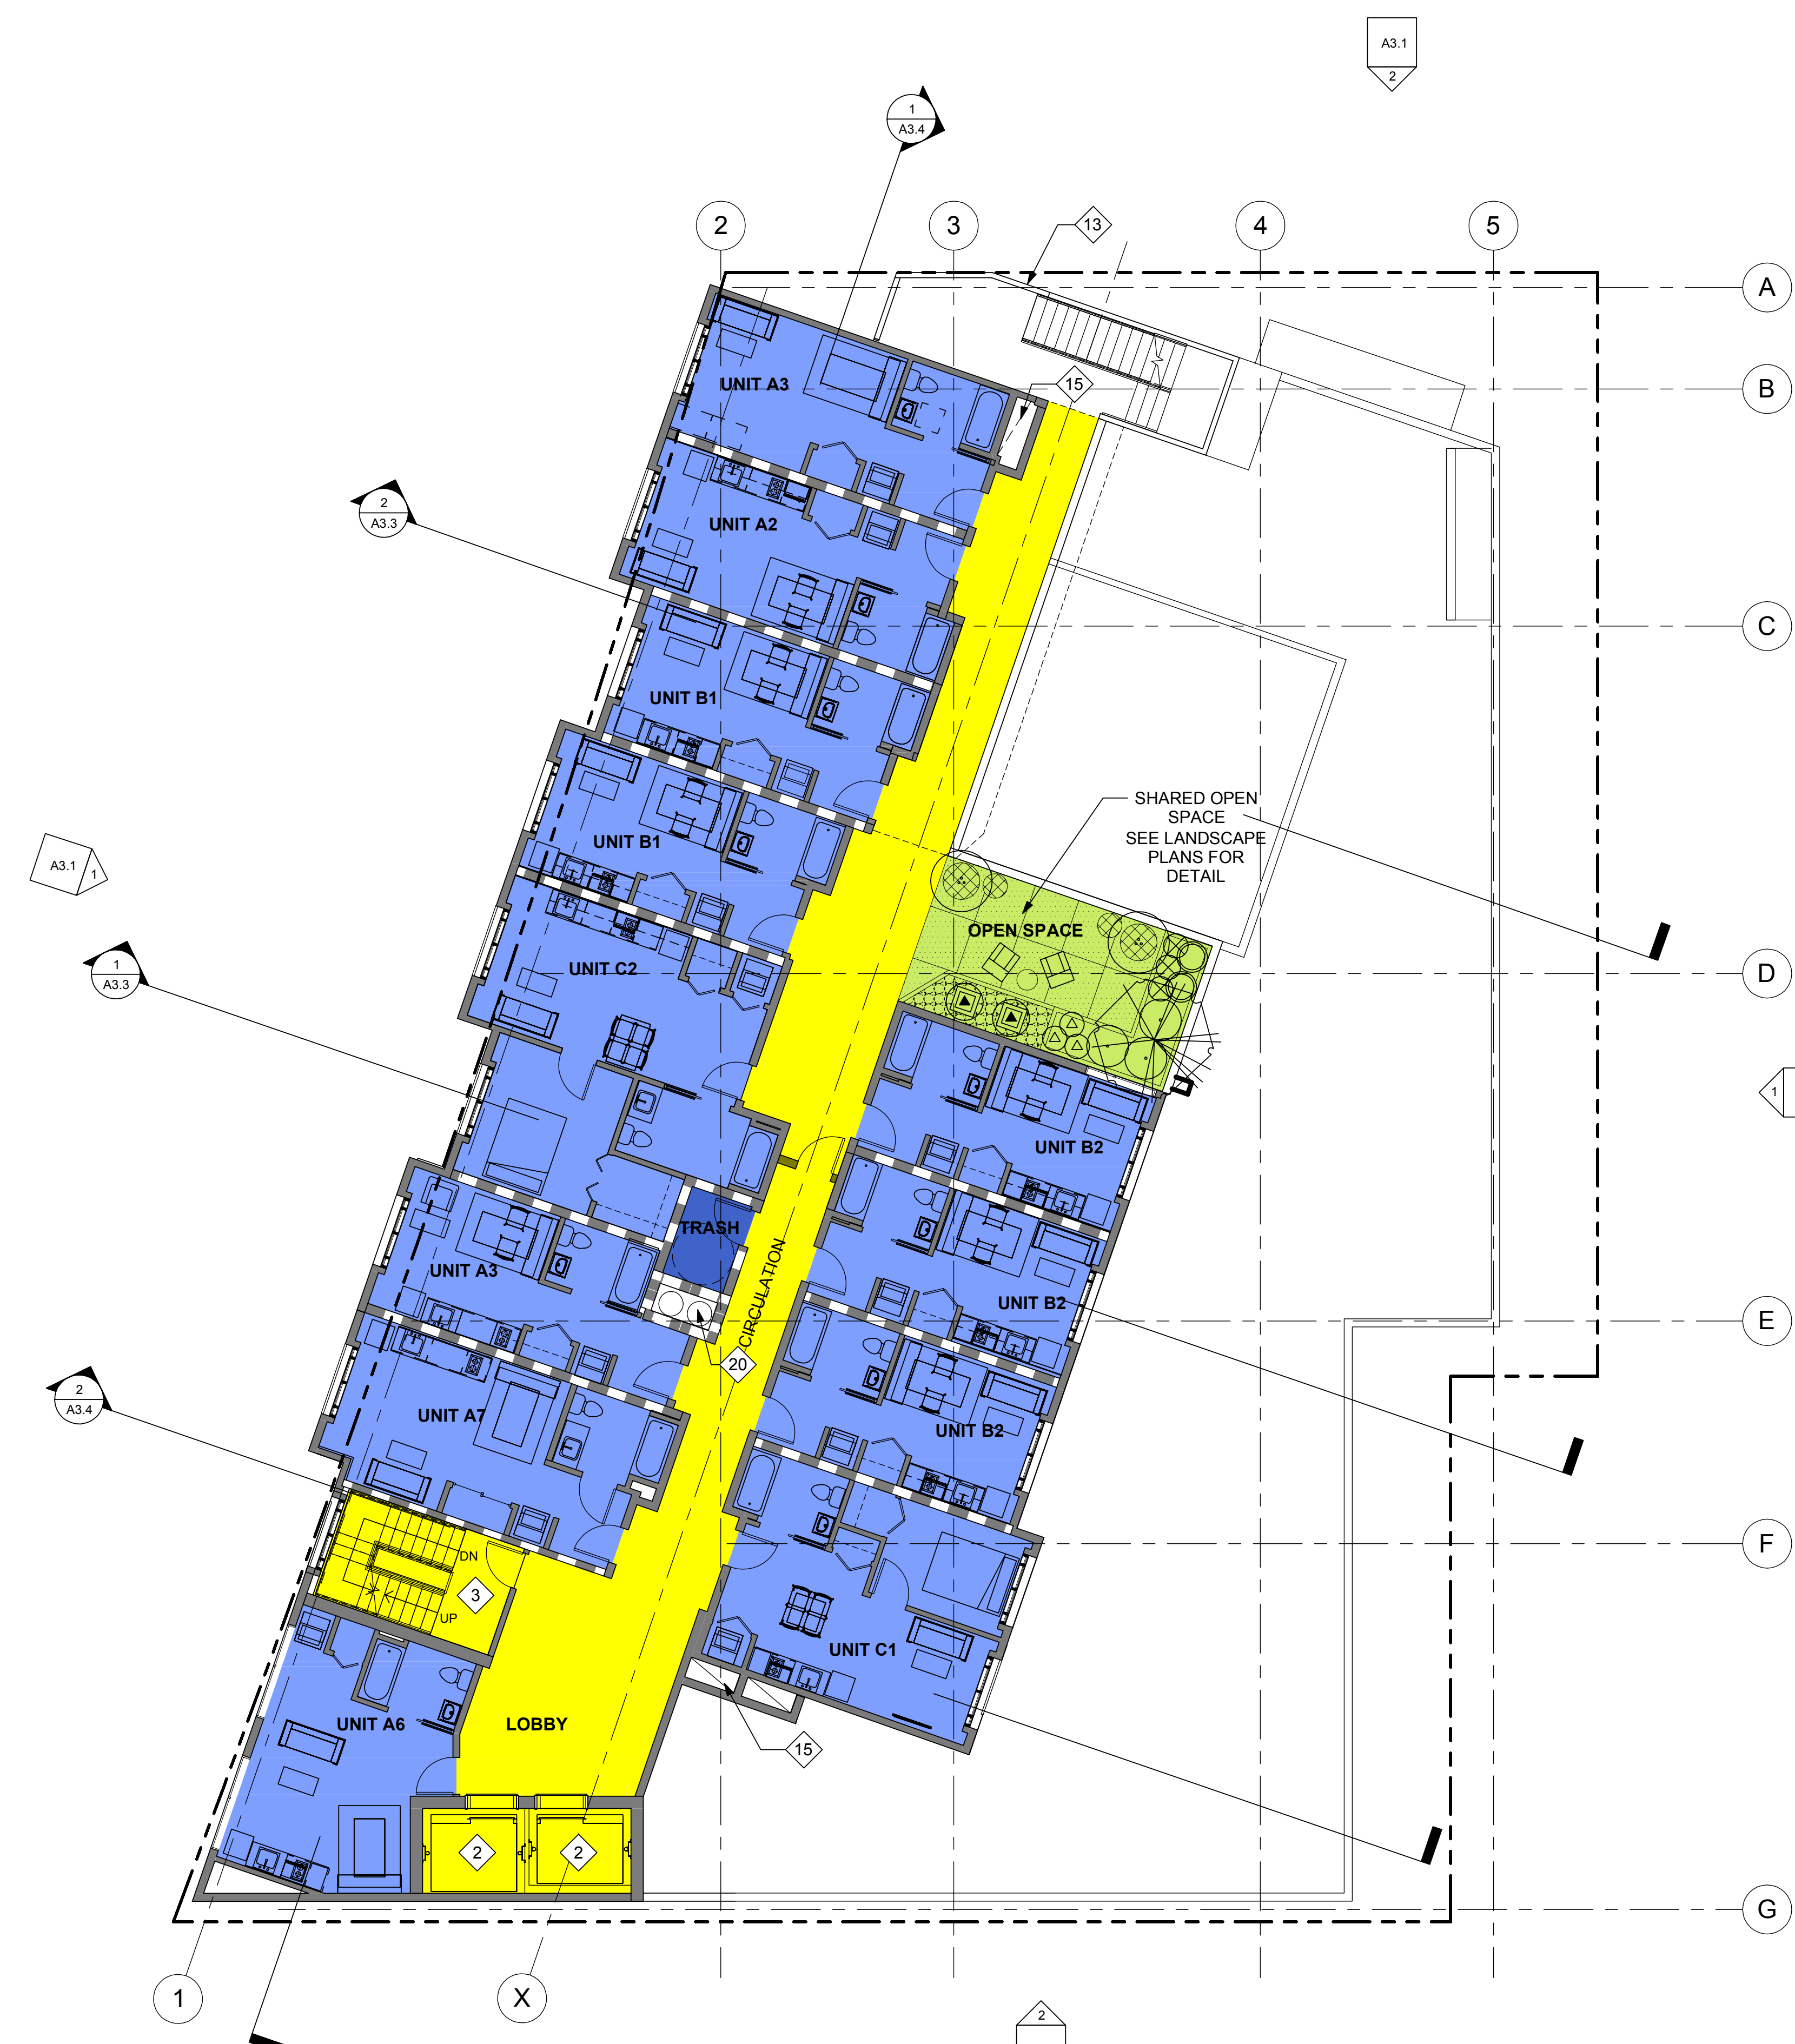 A3.1
2
1
A3.4
2
3
4
5
13
A
UNIT A3
15
B
2
A3.3
UNIT A2
C
UNIT B1
SHARED OPEN
SPACE
SEE LANDSCAPE
PLANS FOR
DETAIL
UNIT B1
A3.1
1
OPEN SPACE
UNIT C2
1
A3.3
D
1
UNIT B2
TRASH
CIRCULATION
UNIT A3
UNIT B2
E
20
2
A3.4
UNIT A7
UNIT B2
F
DN
3
UP
UNIT C1
UNIT A6
LOBBY
15
2
2
G
1
X
2